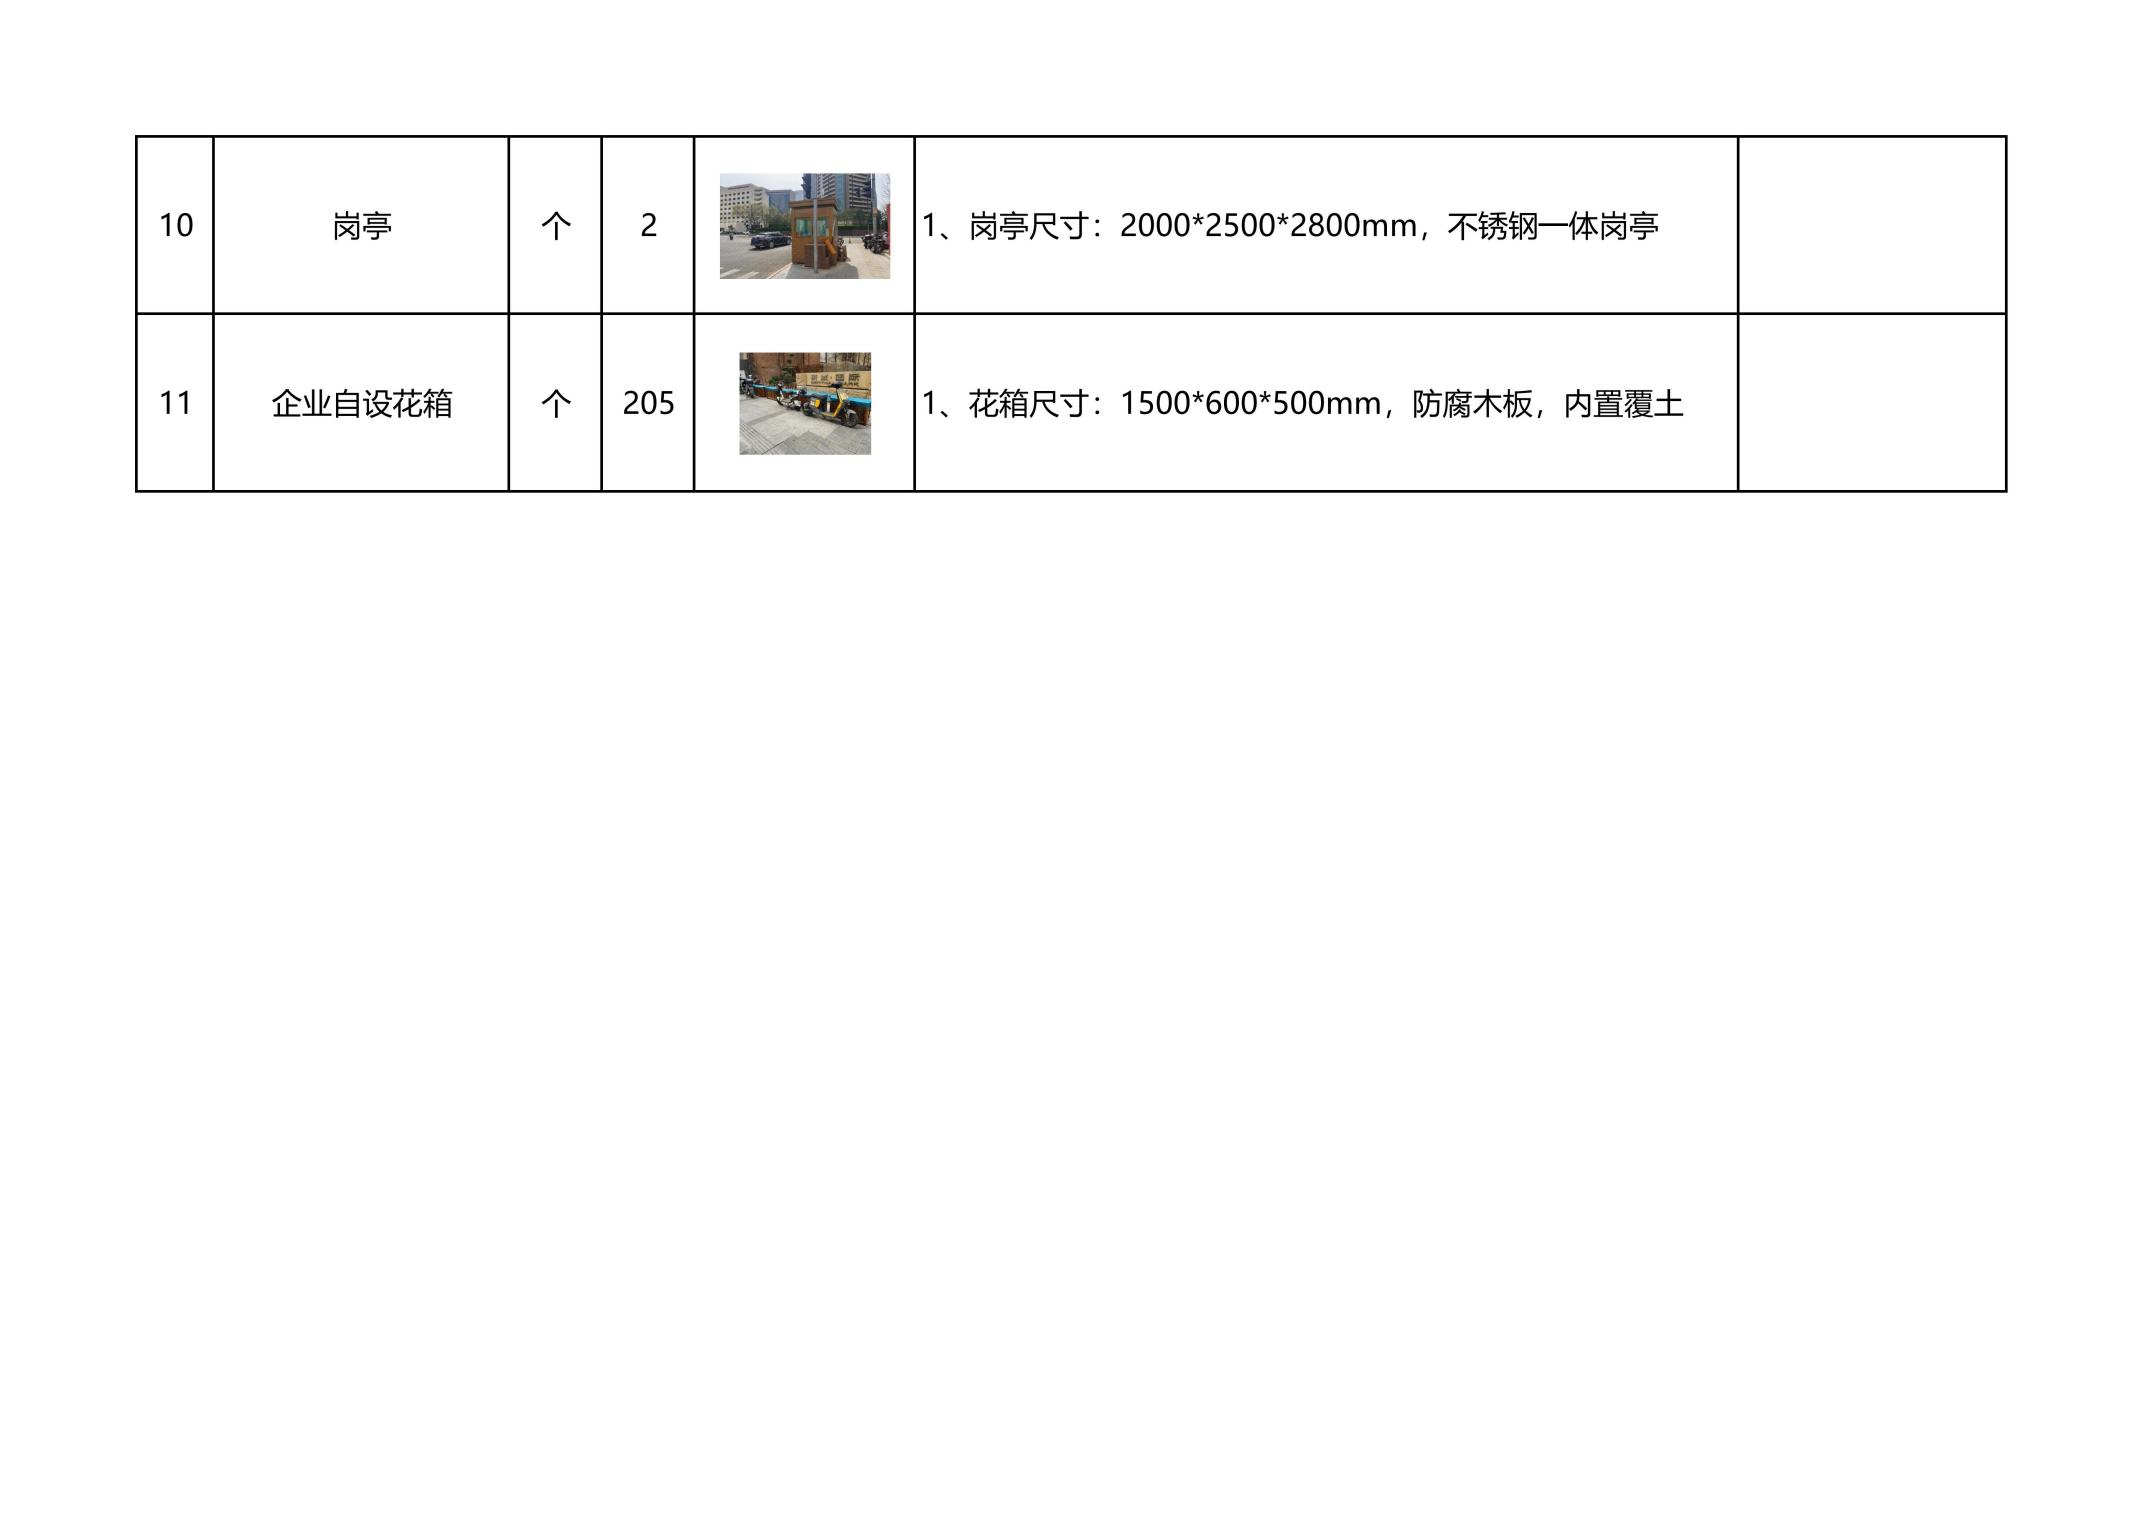 10 岗亭 个 2 1、岗亭尺寸：2000*2500*2800mm，不锈钢一体岗亭
11 企业自设花箱 个 205 1、花箱尺寸：1500*600*500mm，防腐木板，内置覆土